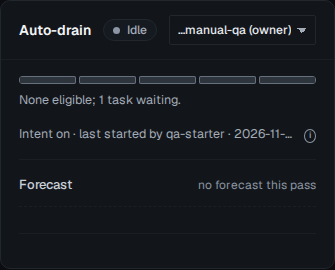 Auto-drain Idle …manual-qa (owner)
None eligible; 1 task waiting.
Intent on · last started by qa-starter · 2026-11-…
Forecast no forecast this pass